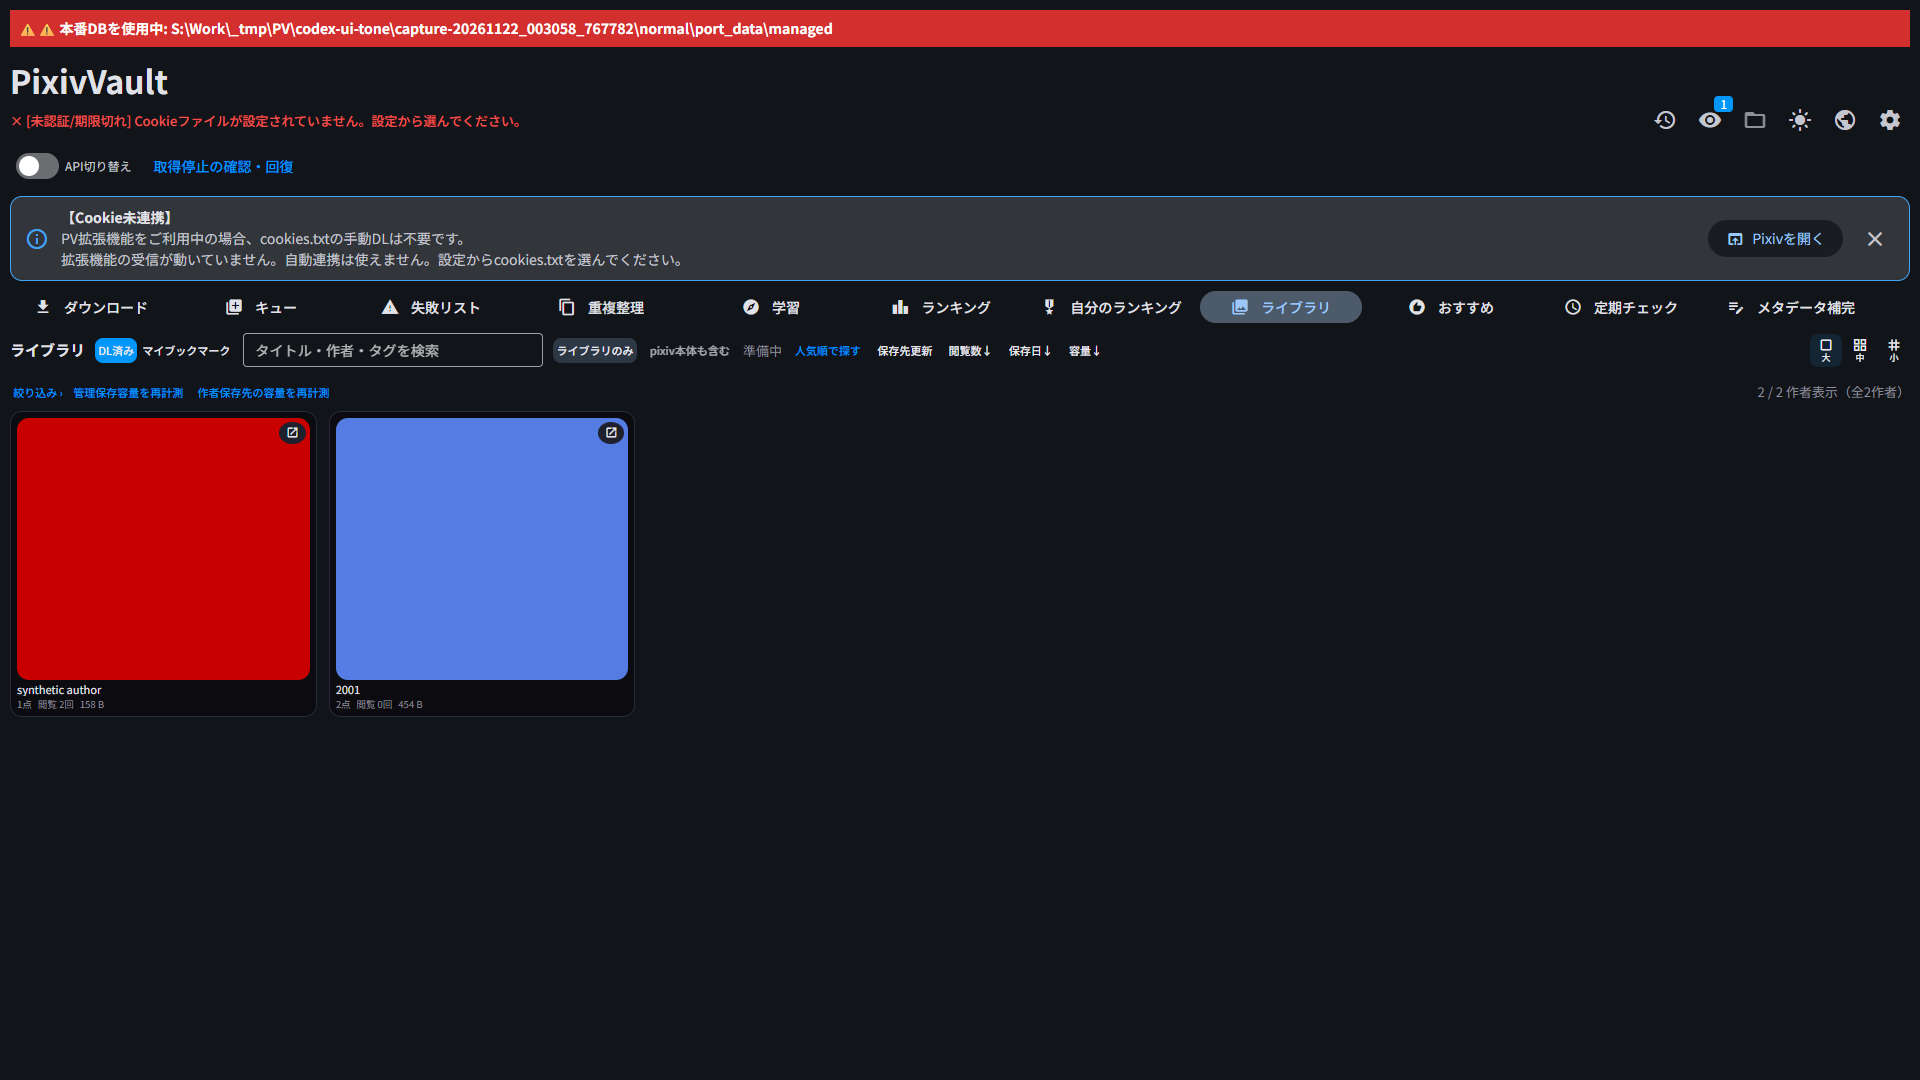 本番DBを使用中: S:\Work\_tmp\PV\codex-ui-tone\capture-20261122_003058_767782\normal\port_data\managed
PixivVault
× [未認証/期限切れ] Cookieファイルが設定されていません。設定から選んでください。
1
API切り替え 取得停止の確認・回復
【Cookie未連携】
PV拡張機能をご利用中の場合、cookies.txtの手動DLは不要です。
拡張機能の受信が動いていません。自動連携は使えません。設定からcookies.txtを選んでください。
Pixivを開く
ダウンロード キュー 失敗リスト 重複整理 学習 ランキング 自分のランキング ライブラリ おすすめ 定期チェック メタデータ補完
ライブラリ DL済み マイブックマーク タイトル・作者・タグを検索 ライブラリのみ pixiv本体も含む 準備中 人気順で探す 保存先更新 閲覧数↓ 保存日↓ 容量↓ 大 中 小
絞り込み › 管理保存容量を再計測 作者保存先の容量を再計測 2 / 2 作者表示（全2作者）
synthetic author
1点 閲覧 2回 158 B
2001
2点 閲覧 0回 454 B